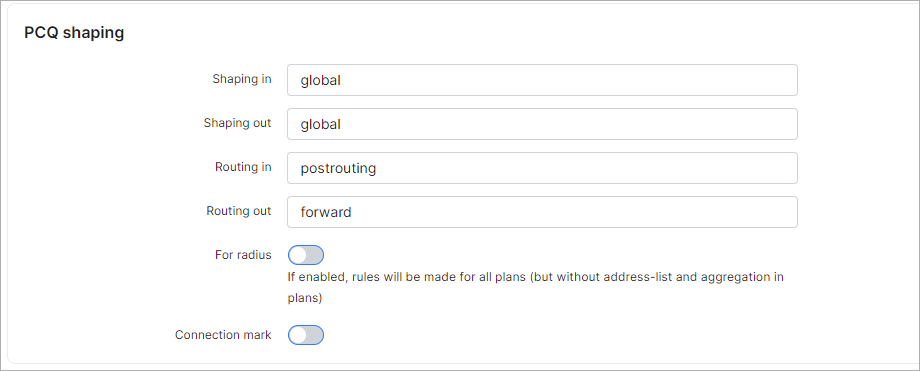 PCQ shaping
Shaping in global
Shaping out global
Routing in postrouting
Routing out forward
For radius
If enabled, rules will be made for all plans (but without address-list and aggregation in
plans)
Connection mark